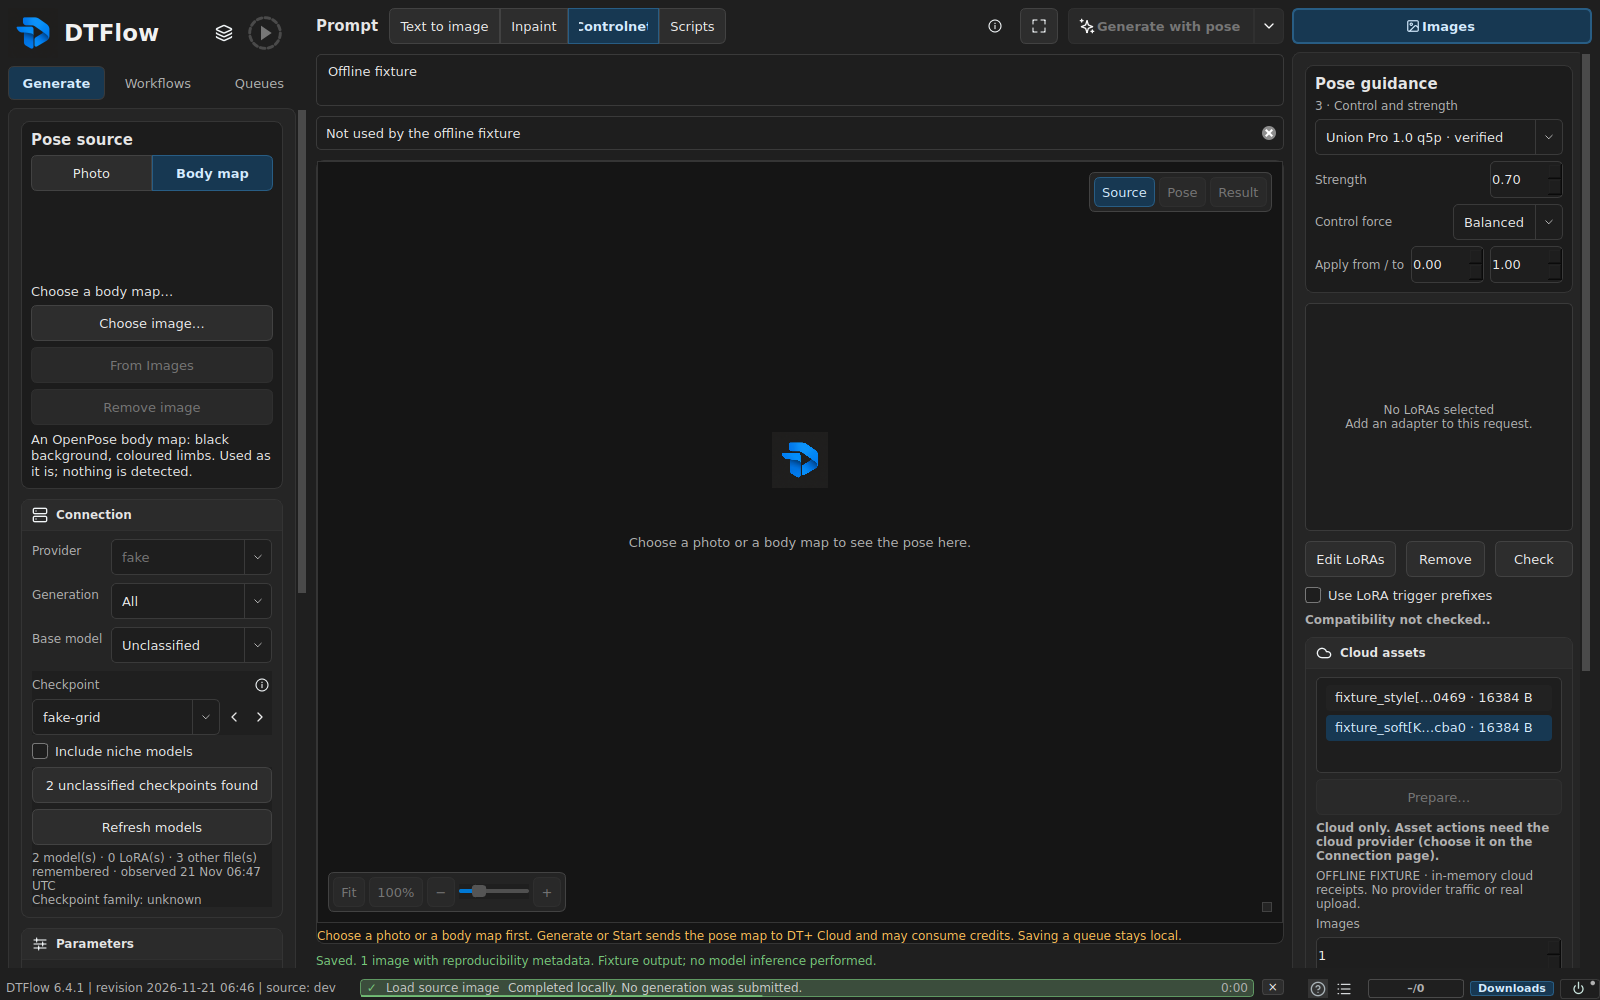 DTFlow
Generate
Workflows
Queues
Pose source
Photo
Body map
Choose a body map...
Choose image...
From Images
Remove image
An OpenPose body map: black
background, coloured limbs. Used as
it is; nothing is detected.
Connection
Provider
fake
Generation
All
Base model
Unclassified
Checkpoint
fake-grid
Include niche models
2 unclassified checkpoints found
Refresh models
2 model(s) · 0 LoRA(s) · 3 other file(s)
remembered · observed 21 Nov 06:47
UTC
Checkpoint family: unknown
Parameters
Prompt
Text to image
Inpaint
Controlnet
Scripts
Generate with pose
Offline fixture
Not used by the offline fixture
Source
Pose
Result
Choose a photo or a body map to see the pose here.
Fit
100%
Choose a photo or a body map first. Generate or Start sends the pose map to DT+ Cloud and may consume credits. Saving a queue stays local.
Saved. 1 image with reproducibility metadata. Fixture output; no model inference performed.
Images
Pose guidance
3 · Control and strength
Union Pro 1.0 q5p · verified
Strength
0.70
Control force
Balanced
Apply from / to
0.00
1.00
No LoRAs selected
Add an adapter to this request.
Edit LoRAs
Remove
Check
Use LoRA trigger prefixes
Compatibility not checked..
Cloud assets
fixture_style[...0469 · 16384 B
fixture_soft[K...cba0 · 16384 B
Prepare...
Cloud only. Asset actions need the
cloud provider (choose it on the
Connection page).
OFFLINE FIXTURE · in-memory cloud
receipts. No provider traffic or real
upload.
Images
1
DTFlow 6.4.1 | revision 2026-11-21 06:46 | source: dev
✓ Load source image Completed locally. No generation was submitted.
0:00
–/0
Downloads